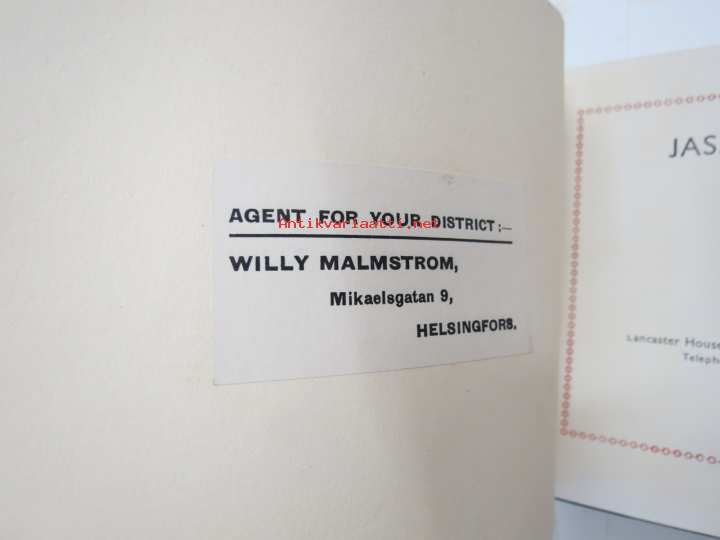 AGENT FOR YOUR DISTRICT:—
WILLY MALMSTROM,
Mikaelsgatan 9,
HELSINGFORS.
Antikvariaatti.net
JAS
Lancaster House
Teleph